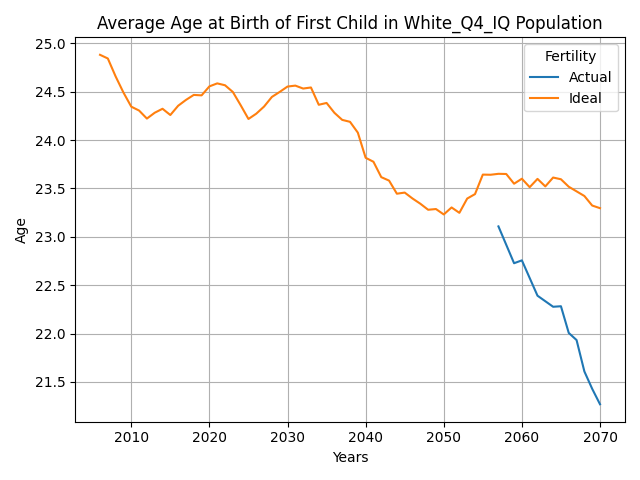 Average Age at Birth of First Child in White_Q4_IQ Population
Fertility
Actual
Ideal
25.0
24.5
24.0
23.5
23.0
22.5
22.0
21.5
Age
2010
2020
2030
2040
2050
2060
2070
Years